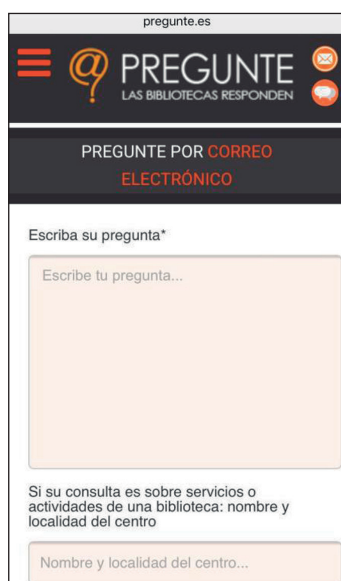 pregunte.es
PREGUNTE
LAS BIBLIOTECAS RESPONDEN
PREGUNTE POR CORREO
ELECTRÓNICO
Escriba su pregunta*
Escribe tu pregunta...
Si su consulta es sobre servicios o
actividades de una biblioteca: nombre y
localidad del centro
Nombre y localidad del centro...